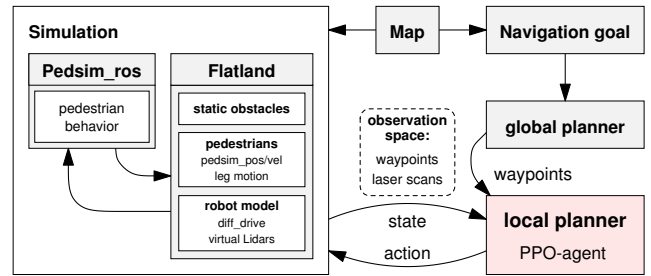 Simulation
Pedsim_ros
pedestrian
behavior
Flatland
static obstacles
pedestrians
pedsim_pos/vel
leg motion
robot model
diff_drive
virtual Lidars
Map
Navigation goal
global planner
observation
space:
waypoints
laser scans
waypoints
state
action
local planner
PPO-agent